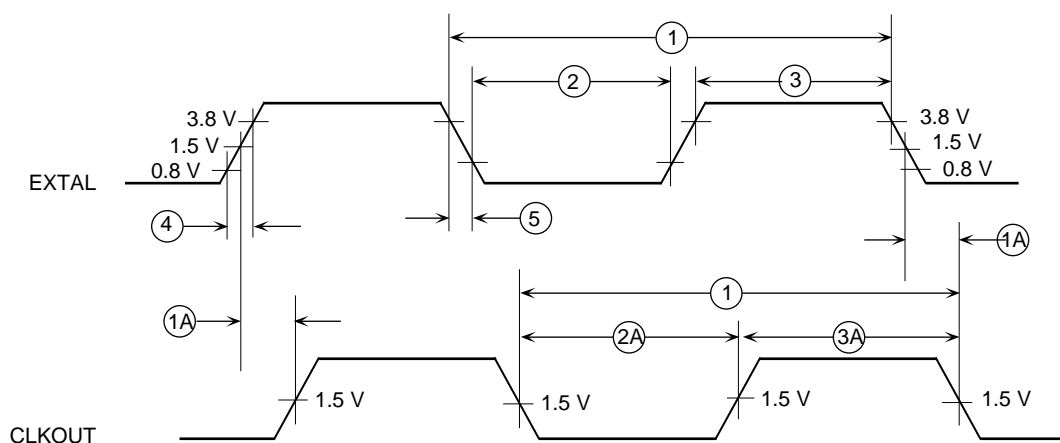 1
2
3
3.8 V
3.8 V
1.5 V
1.5 V
0.8 V
0.8 V
EXTAL
4
5
1A
1
1A
2A
3A
1.5 V
1.5 V
1.5 V
1.5 V
CLKOUT